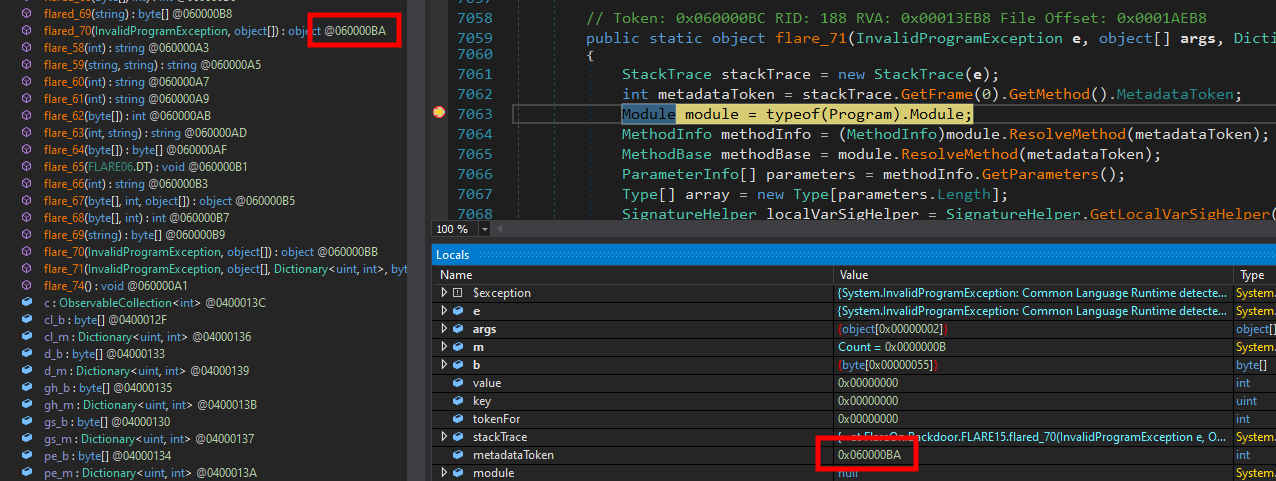 flare_69(string) : byte[] @060000B8
flared_70(InvalidProgramException, object[]) : object @060000BA
flare_58(int) : string @060000A3
flare_59(string, string) : string @060000A5
flare_60(int) : string @060000A7
flare_61(int) : string @060000A9
flare_62(byte[]) : int @060000AB
flare_63(int, string) : string @060000AD
flare_64(byte[]) : byte[] @060000AF
flare_65(FLARE06.DT) : void @060000B1
flare_66(int) : string @060000B3
flare_67(byte[], int, object[]) : object @060000B5
flare_68(byte[], int) : int @060000B7
flare_69(string) : byte[] @060000B9
flare_70(InvalidProgramException, object[]) : object @060000BB
flare_71(InvalidProgramException, object[], Dictionary<uint, int>, byt
flare_74() : void @060000A1
c : ObservableCollection<int> @0400013C
cl_b : byte[] @0400012F
cl_m : Dictionary<uint, int> @04000136
d_b : byte[] @04000133
d_m : Dictionary<uint, int> @04000139
gh_b : byte[] @04000135
gh_m : Dictionary<uint, int> @0400013B
gs_b : byte[] @04000130
gs_m : Dictionary<uint, int> @04000137
pe_b : byte[] @04000134
pe_m : Dictionary<uint, int> @0400013A
7058 // Token: 0x060000BC RID: 188 RVA: 0x00013EB8 File Offset: 0x0001AEB8
7059 public static object flare_71(InvalidProgramException e, object[] args, Dicti
7060 {
7061 StackTrace stackTrace = new StackTrace(e);
7062 int metadataToken = stackTrace.GetFrame(0).GetMethod().MetadataToken;
7063 Module module = typeof(Program).Module;
7064 MethodInfo methodInfo = (MethodInfo)module.ResolveMethod(metadataToken);
7065 MethodBase methodBase = module.ResolveMethod(metadataToken);
7066 ParameterInfo[] parameters = methodInfo.GetParameters();
7067 Type[] array = new Type[parameters.Length];
7068 SignatureHelper localVarSigHelper = SignatureHelper.GetLocalVarSigHelper(
100 %
Locals
Name Value Type
$exception {System.InvalidProgramException: Common Language Runtime detecte... System.
e {System.InvalidProgramException: Common Language Runtime detecte... System.
args {object[0x00000002]} object[]
m Count = 0x0000000B System.
b {byte[0x00000055]} byte[]
value 0x00000000 int
key 0x00000000 uint
tokenFor 0x00000000 int
stackTrace FlareOn.Backdoor.FLARE15.flared_70(InvalidProgramException e, O... System.
metadataToken 0x060000BA int
module null System.